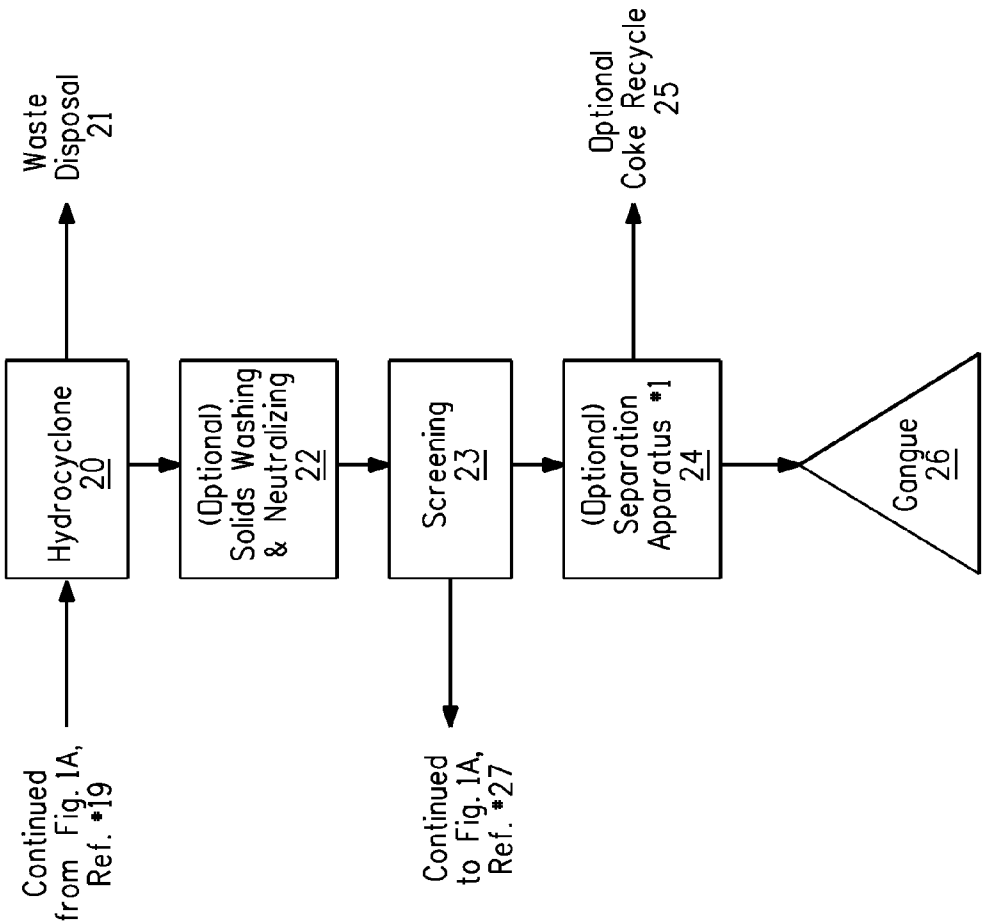 Continued
from Fig. 1A,
Ref. #19
Hydrocyclone
20
Waste
Disposal
21
(Optional)
Solids Washing
& Neutralizing
22
Screening
23
Continued
to Fig. 1A,
Ref. #27
(Optional)
Separation
Apparatus #1
24
Optional
Coke Recycle
25
Gangue
26